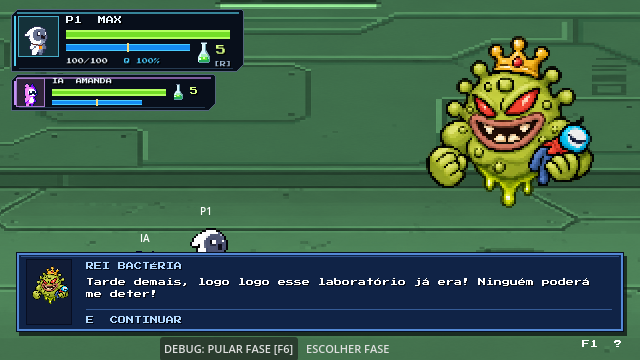 P1 MAX
5
100/100 Q 100% [R]
IA AMANDA
5
P1
IA
REI BACTÉRIA
Tarde demais, logo logo esse laboratório já era! Ninguém poderá
me deter!
E CONTINUAR
F1 ?
DEBUG: PULAR FASE [F6] ESCOLHER FASE